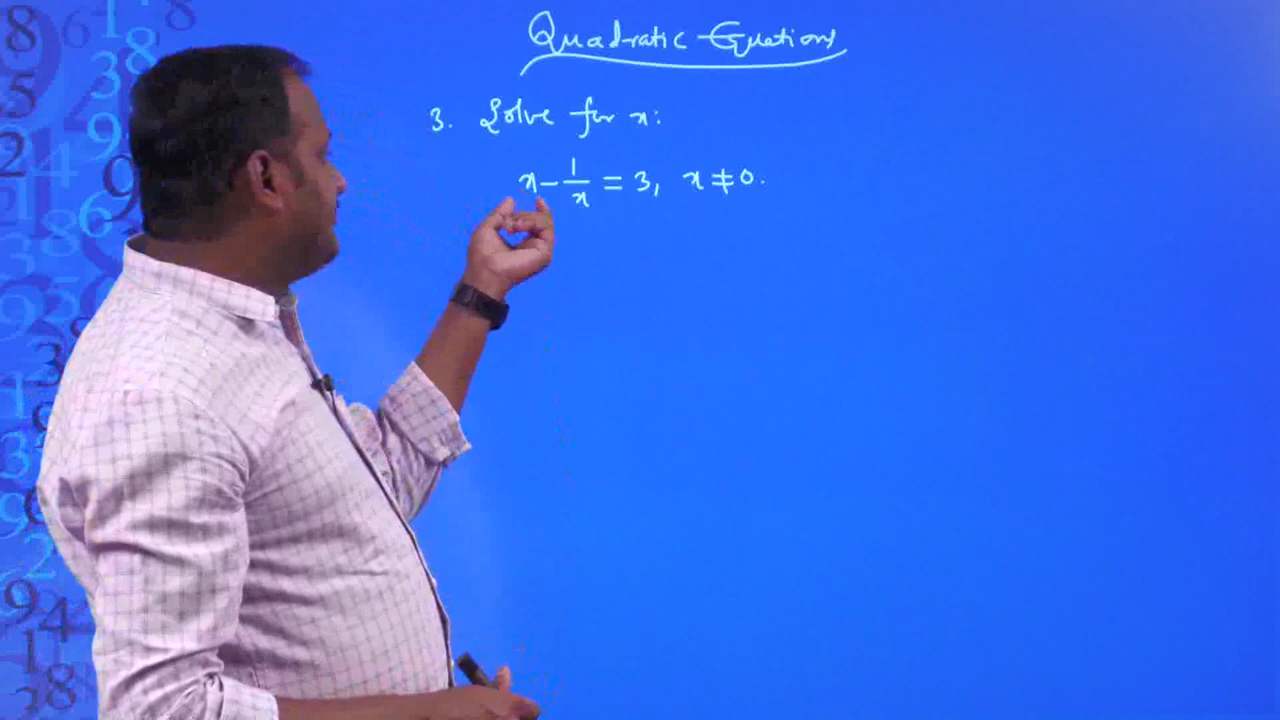 Quadratic Equations
3. Solve for x:
x - 1/x = 3, x ≠ 0.